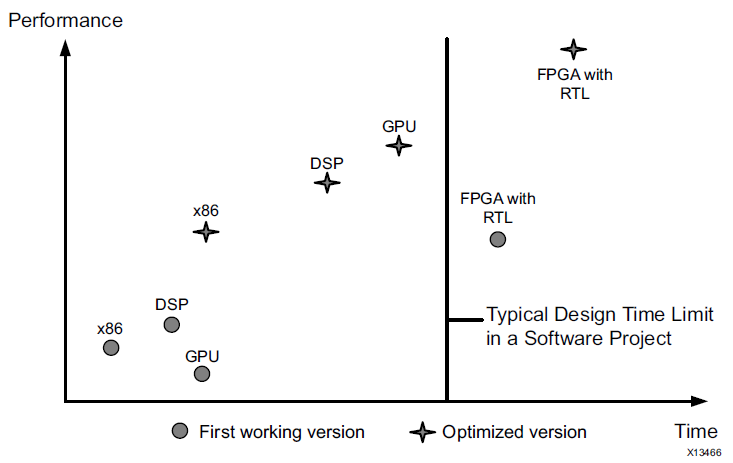 Performance
FPGA with
RTL
GPU
DSP
x86
FPGA with
RTL
DSP
x86
GPU
Typical Design Time Limit
in a Software Project
First working version
Optimized version
Time
X13466